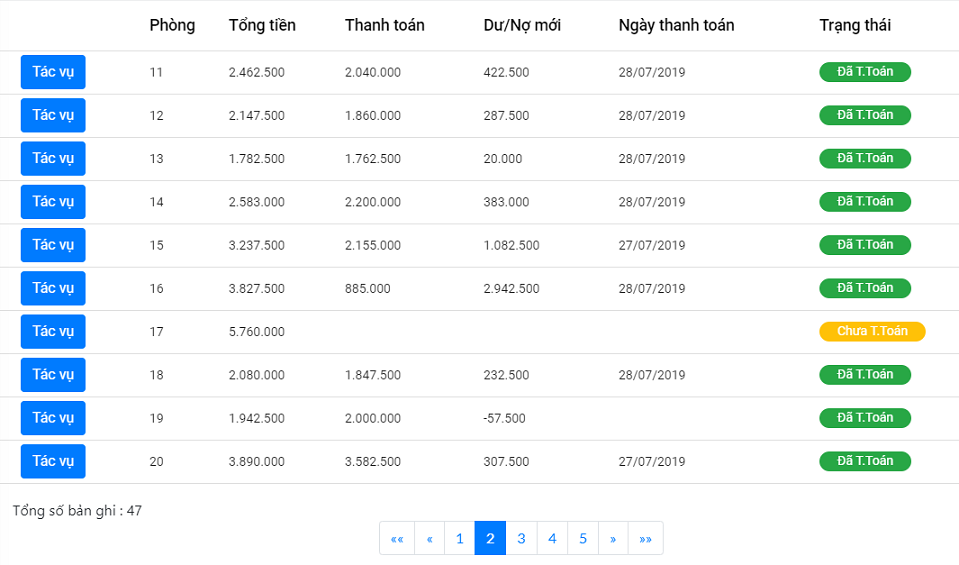 Phòng Tổng tiền Thanh toán Dư/Nợ mới Ngày thanh toán Trạng thái
Tác vụ 11 2.462.500 2.040.000 422.500 28/07/2019 Đã T.Toán
Tác vụ 12 2.147.500 1.860.000 287.500 28/07/2019 Đã T.Toán
Tác vụ 13 1.782.500 1.762.500 20.000 28/07/2019 Đã T.Toán
Tác vụ 14 2.583.000 2.200.000 383.000 28/07/2019 Đã T.Toán
Tác vụ 15 3.237.500 2.155.000 1.082.500 27/07/2019 Đã T.Toán
Tác vụ 16 3.827.500 885.000 2.942.500 28/07/2019 Đã T.Toán
Tác vụ 17 5.760.000 Chưa T.Toán
Tác vụ 18 2.080.000 1.847.500 232.500 28/07/2019 Đã T.Toán
Tác vụ 19 1.942.500 2.000.000 -57.500 Đã T.Toán
Tác vụ 20 3.890.000 3.582.500 307.500 27/07/2019 Đã T.Toán
Tổng số bản ghi : 47
«« « 1 2 3 4 5 » »»